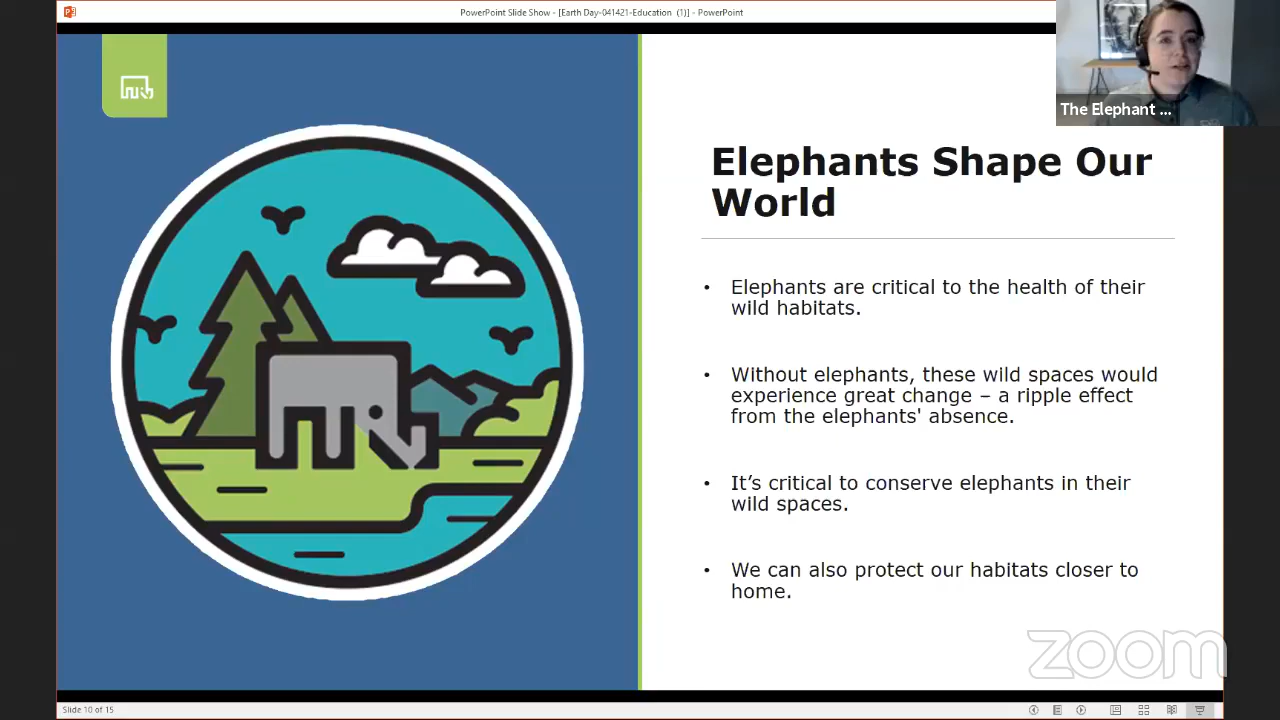 PowerPoint Slide Show - [Earth Day-041421-Education (1)] - PowerPoint
The Elephant ...
Elephants Shape Our
World
• Elephants are critical to the health of their
wild habitats.
• Without elephants, these wild spaces would
experience great change – a ripple effect
from the elephants' absence.
• It’s critical to conserve elephants in their
wild spaces.
• We can also protect our habitats closer to
home.
zoom
Slide 10 of 15